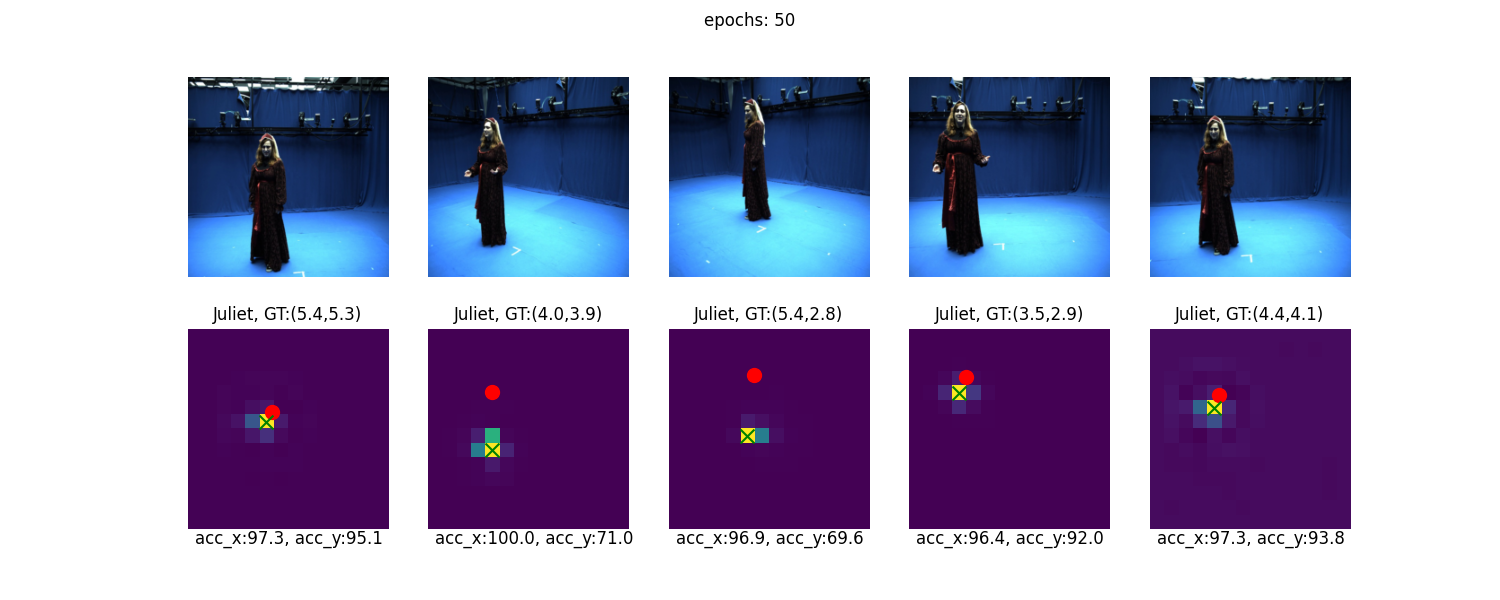 epochs: 50
Juliet, GT:(5.4,5.3)
Juliet, GT:(4.0,3.9)
Juliet, GT:(5.4,2.8)
Juliet, GT:(3.5,2.9)
Juliet, GT:(4.4,4.1)
acc_x:97.3, acc_y:95.1
acc_x:100.0, acc_y:71.0
acc_x:96.9, acc_y:69.6
acc_x:96.4, acc_y:92.0
acc_x:97.3, acc_y:93.8